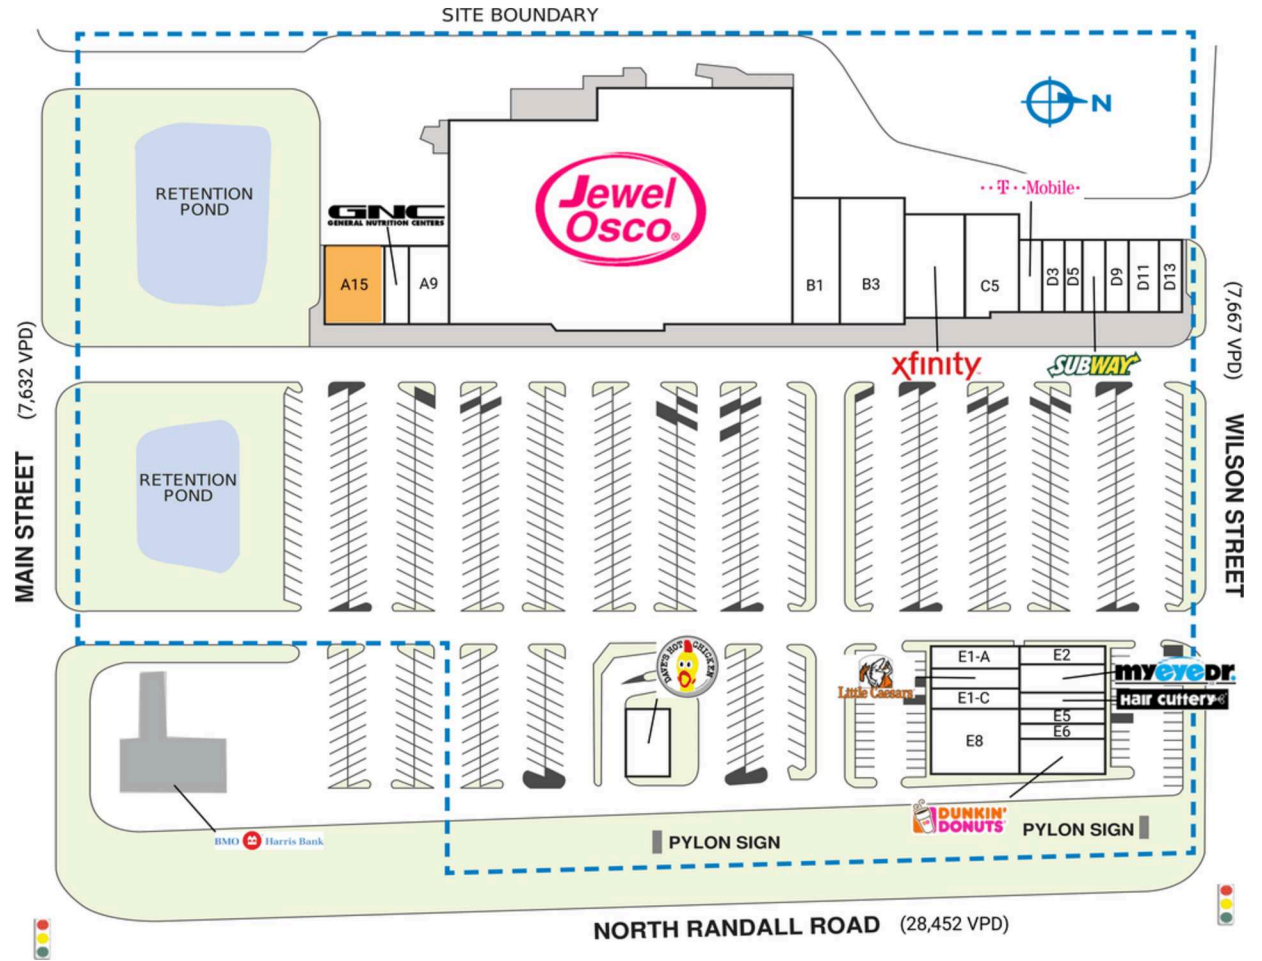 SITE BOUNDARY
N
RETENTION
POND
GNC
GENERAL NUTRITION CENTERS
Jewel
Osco®
T Mobile
A15
A9
B1
B3
C5
D3
D5
D9
D11
D13
xfinity
SUBWAY
(7,632 VPD)
MAIN STREET
(7,667 VPD)
WILSON STREET
RETENTION
POND
DAVE'S HOT CHICKEN
Little Caesars
E1-A
E2
myeyeDr.
E1-C
Hair Cuttery
E5
E6
E8
BMO Harris Bank
DUNKIN'
DONUTS
PYLON SIGN
PYLON SIGN
NORTH RANDALL ROAD (28,452 VPD)